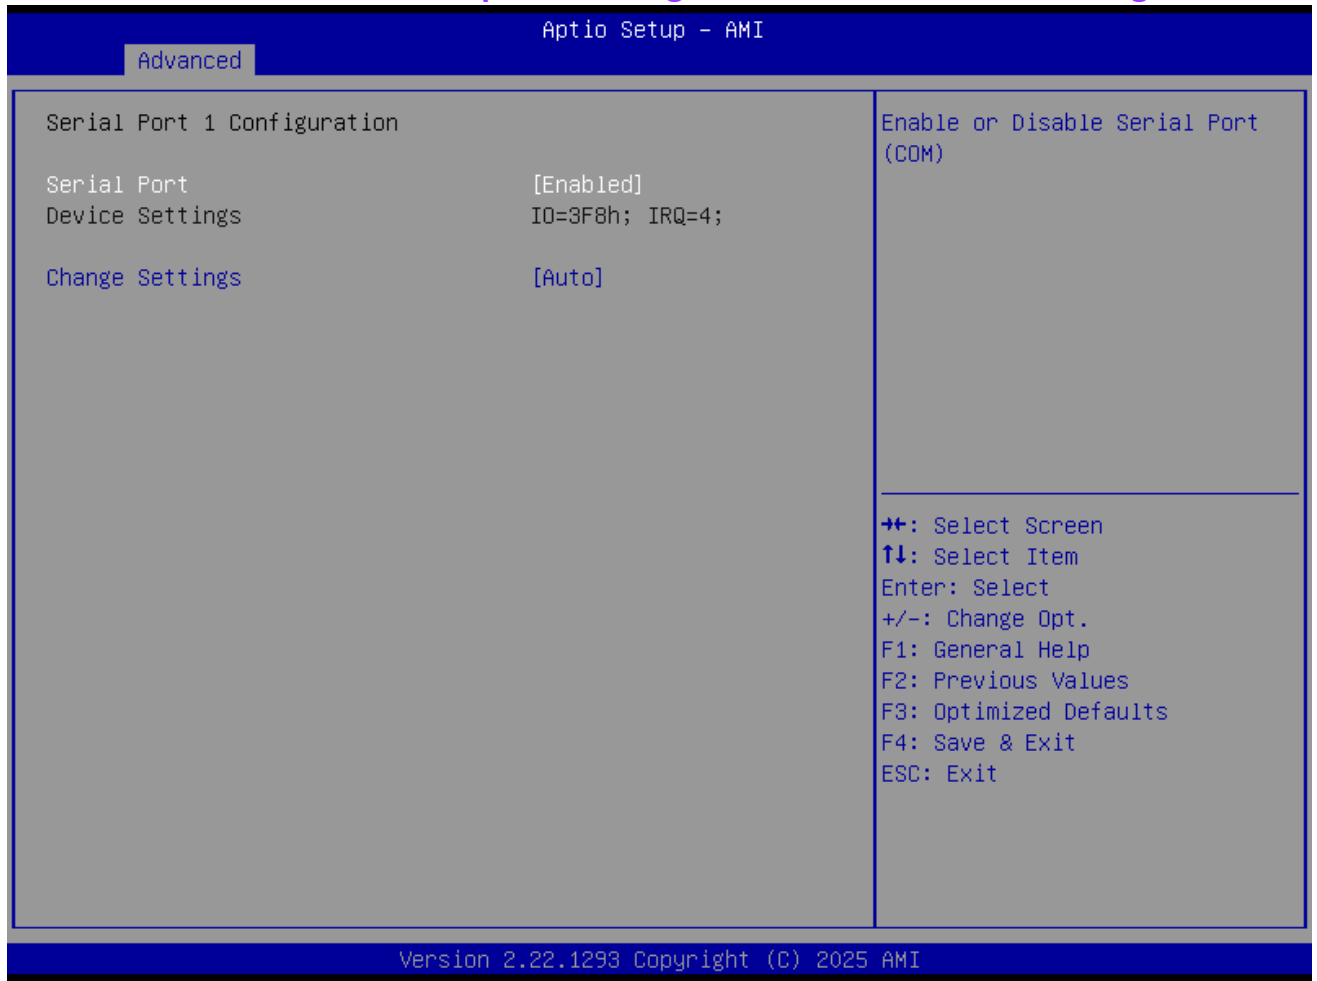 Aptio Setup – AMI
Advanced
Serial Port 1 Configuration
Serial Port [Enabled]
Device Settings IO=3F8h; IRQ=4;
Change Settings [Auto]
Enable or Disable Serial Port
(COM)
→←: Select Screen
↑↓: Select Item
Enter: Select
+/-: Change Opt.
F1: General Help
F2: Previous Values
F3: Optimized Defaults
F4: Save & Exit
ESC: Exit
Version 2.22.1293 Copyright (C) 2025 AMI